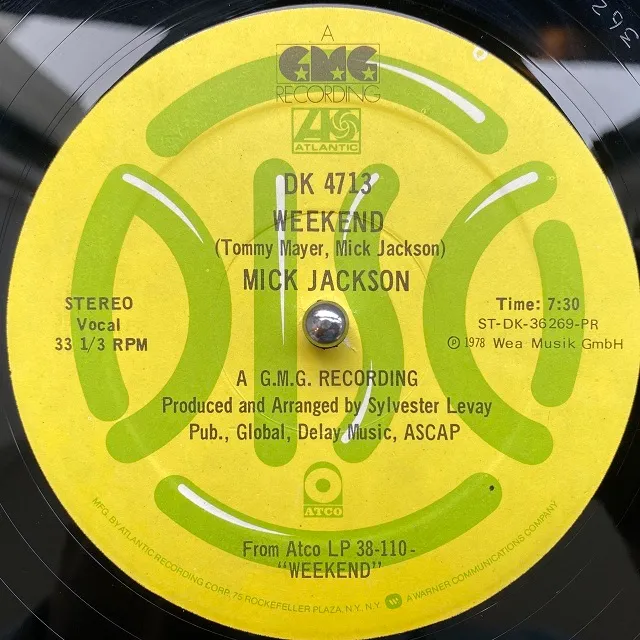 A
GMG
RECORDING
ATLANTIC
DK 4713
WEEKEND
(Tommy Mayer, Mick Jackson)
MICK JACKSON
STEREO
Vocal
33 1/3 RPM
Time: 7:30
ST-DK-36269-PR
Ⓟ 1978 Wea Musik GmbH
A G.M.G. RECORDING
Produced and Arranged by Sylvester Levay
Pub., Global, Delay Music, ASCAP
ATCO
From Atco LP 38-110-
"WEEKEND"
MFG. BY ATLANTIC RECORDING CORP. 75 ROCKEFELLER PLAZA, N.Y. N.Y. A WARNER COMMUNICATIONS COMPANY
DISCO
362